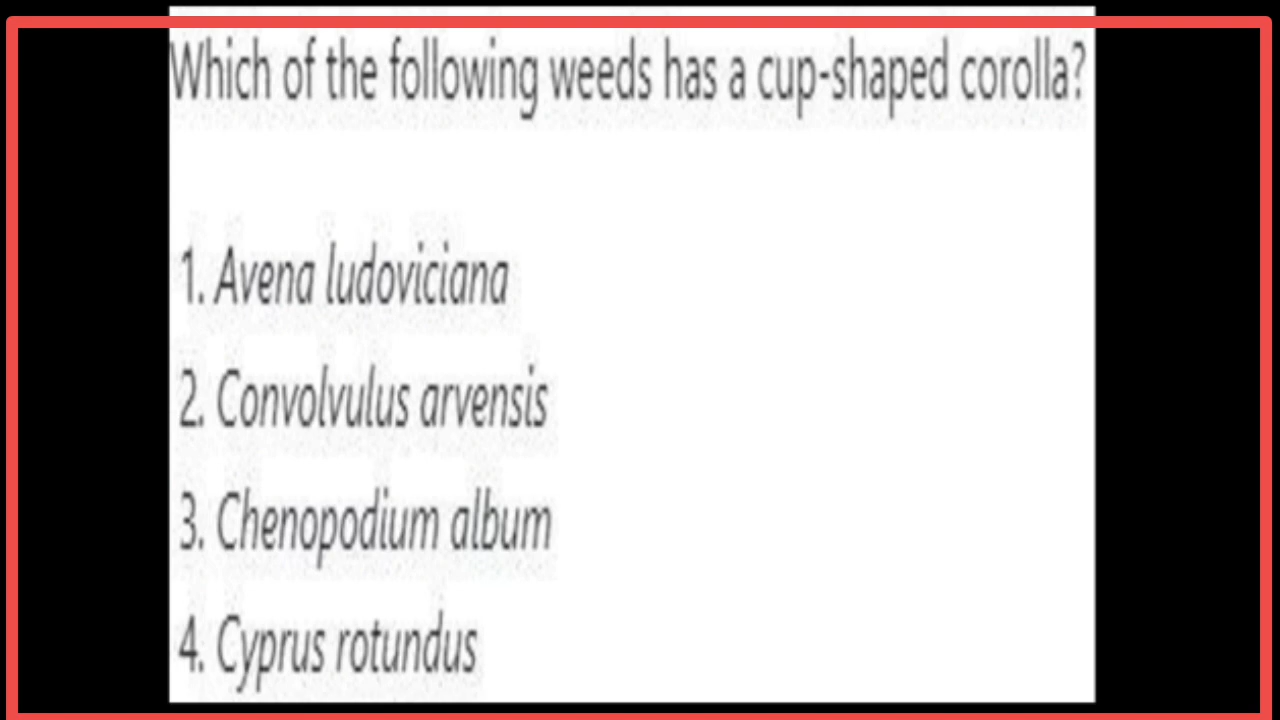 Which of the following weeds has a cup-shaped corolla?
1. Avena ludoviciana
2. Convolvulus arvensis
3. Chenopodium album
4. Cyprus rotundus